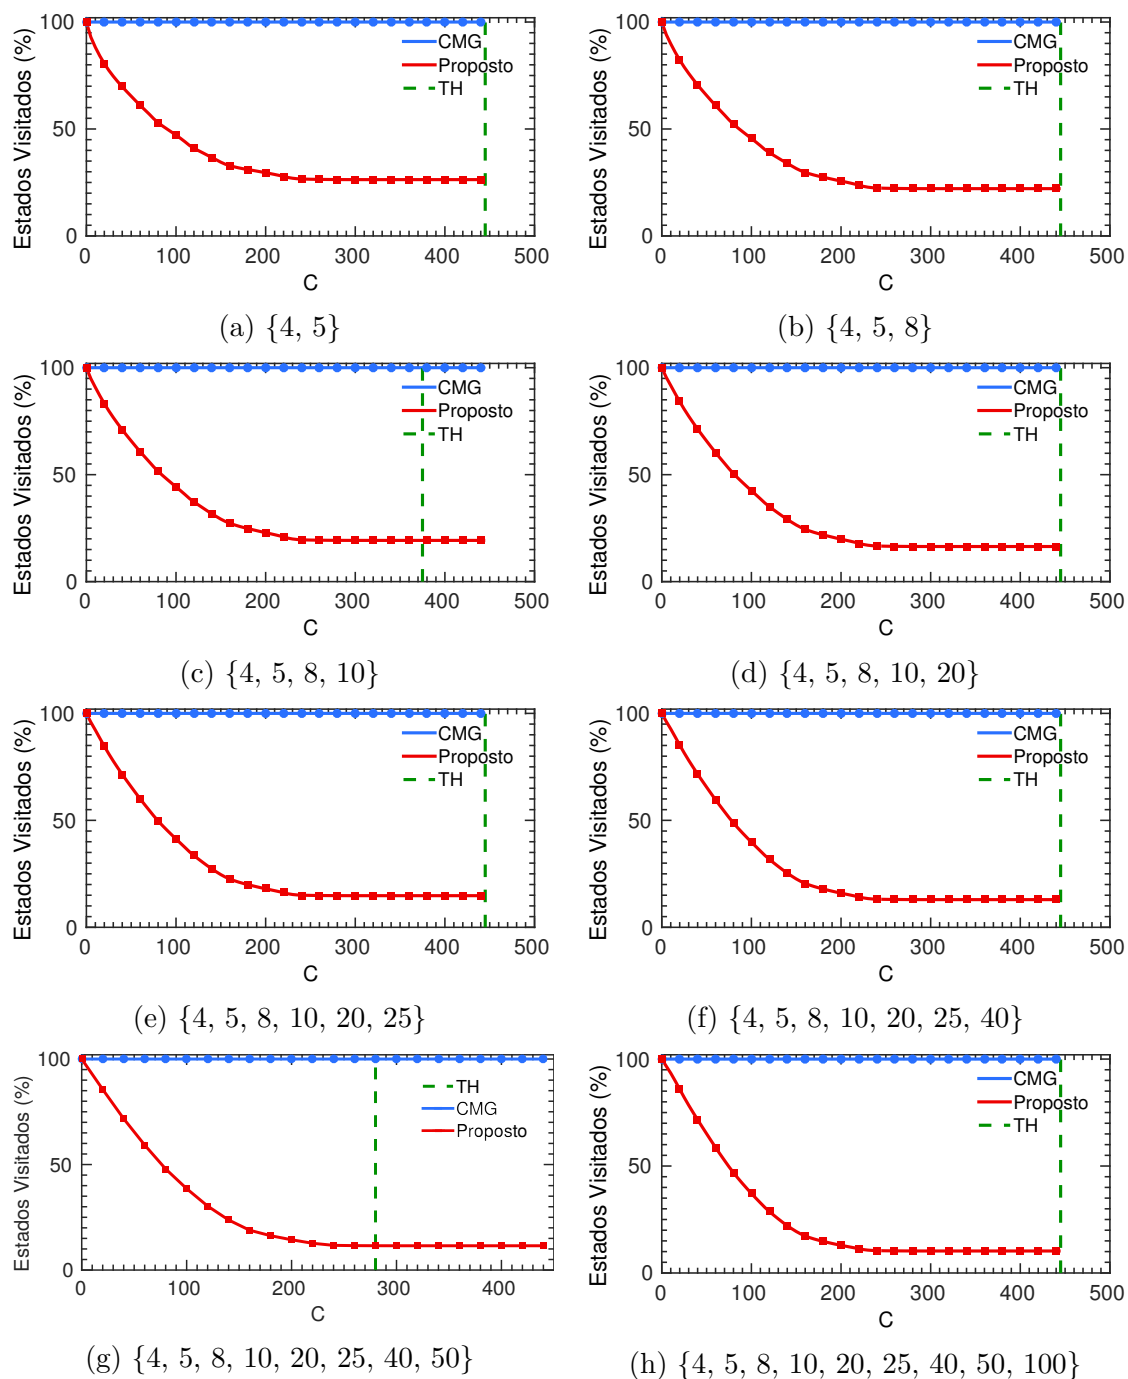 Estados Visitados (%)
100
50
0
CMG
Proposto
TH
0 100 200 300 400 500
C
(a) {4, 5}
Estados Visitados (%)
100
50
0
CMG
Proposto
TH
0 100 200 300 400 500
C
(b) {4, 5, 8}
Estados Visitados (%)
100
50
0
CMG
Proposto
TH
0 100 200 300 400 500
C
(c) {4, 5, 8, 10}
Estados Visitados (%)
100
50
0
CMG
Proposto
TH
0 100 200 300 400 500
C
(d) {4, 5, 8, 10, 20}
Estados Visitados (%)
100
50
0
CMG
Proposto
TH
0 100 200 300 400 500
C
(e) {4, 5, 8, 10, 20, 25}
Estados Visitados (%)
100
50
0
CMG
Proposto
TH
0 100 200 300 400 500
C
(f) {4, 5, 8, 10, 20, 25, 40}
Estados Visitados (%)
100
50
0
TH
CMG
Proposto
0 100 200 300 400
C
(g) {4, 5, 8, 10, 20, 25, 40, 50}
Estados Visitados (%)
100
50
0
CMG
Proposto
TH
0 100 200 300 400 500
C
(h) {4, 5, 8, 10, 20, 25, 40, 50, 100}